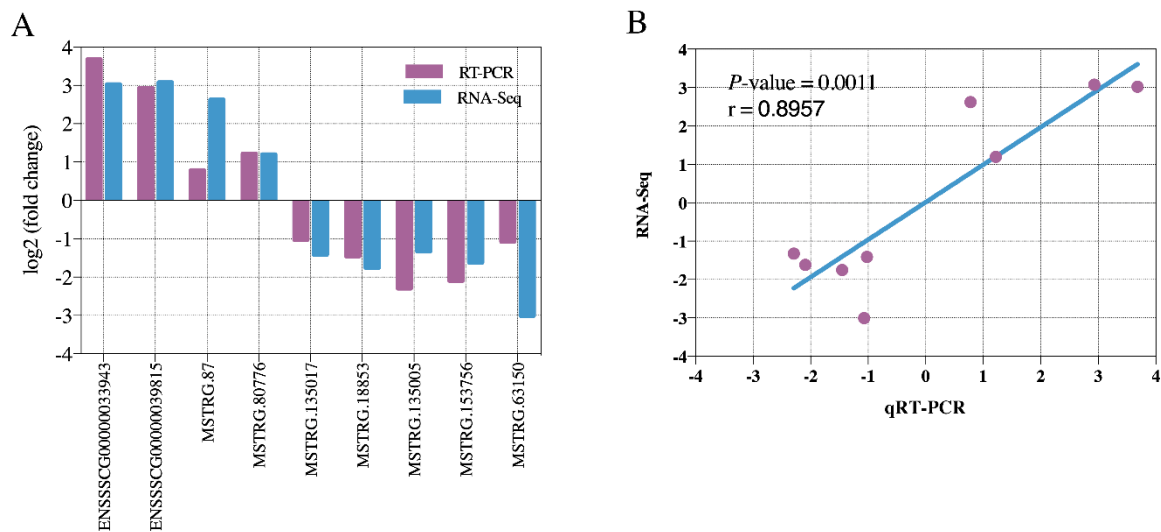 A
log2 (fold change)
4
3
2
1
0
-1
-2
-3
-4
RT-PCR
RNA-Seq
ENSSSCG00000033943
ENSSSCG00000039815
MSTRG.87
MSTRG.80776
MSTRG.135017
MSTRG.18853
MSTRG.135005
MSTRG.153756
MSTRG.63150
B
RNA-Seq
4
3
2
1
0
-1
-2
-3
-4
P-value = 0.0011
r = 0.8957
-4 -3 -2 -1 0 1 2 3 4
qRT-PCR